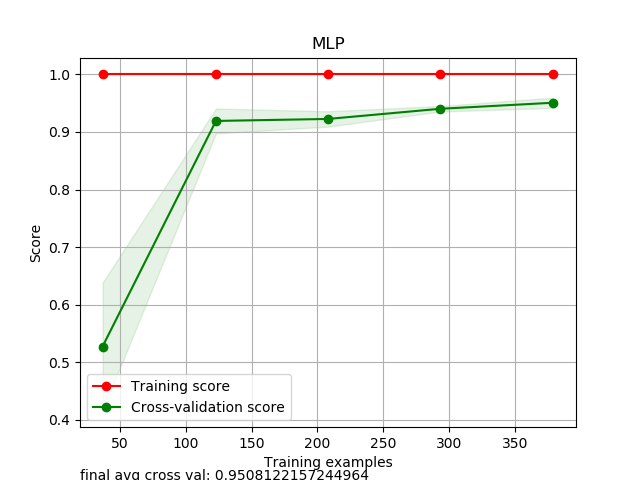 MLP
1.0
0.9
0.8
0.7
0.6
0.5
0.4
Score
Training score
Cross-validation score
50 100 150 200 250 300 350
Training examples
final avg cross val: 0.9508122157244964